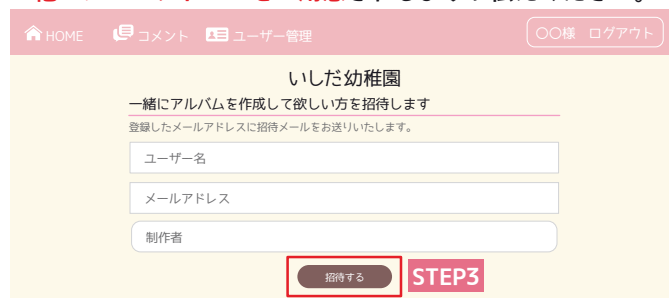 HOME コメント ユーザー管理 〇〇様 ログアウト
いしだ幼稚園
一緒にアルバムを作成して欲しい方を招待します
登録したメールアドレスに招待メールをお送りいたします。
ユーザー名
メールアドレス
制作者
招待する STEP3